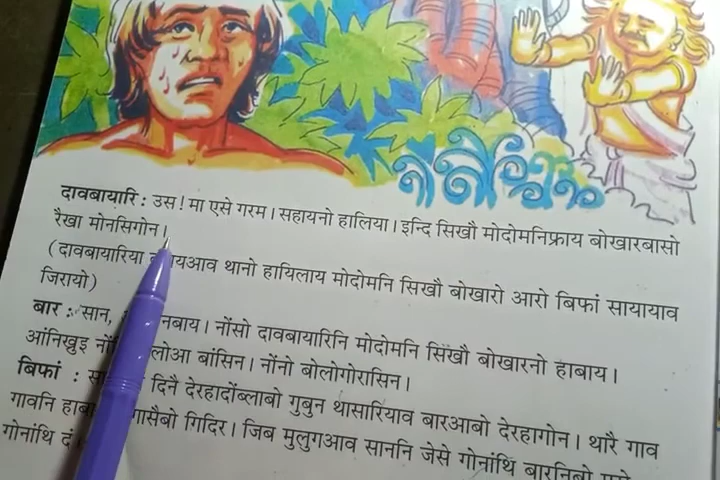 दावबायारि : उस ! मा एसे गरम । सहायनो हालिया । इन्दि सिखौ मोदोमनिफ्राय बोखारबासो
रैखा मोनसिगोन ।
(दावबायारिया थानो हायिलाय मोदोमनि सिखौ बोखारो आरो बिफां सायायाव
जिरायो)
बार : सान, नबाय । नोंसो दावबायारिनि मोदोमनि सिखौ बोखारनो हाबाय ।
आंनिख्रुइ लोआ बांसिन । नोंनो बोलोगोरासिन ।
बिफां : दिनै देरहादोंब्लाबो गुबुन थासारियाव बारआबो देरहागोन । थारै गाव
गावनि गासैबो गिदिर । जिब मुलुगआव साननि जेसे गोनांथि बारनिबो
गोनांथि